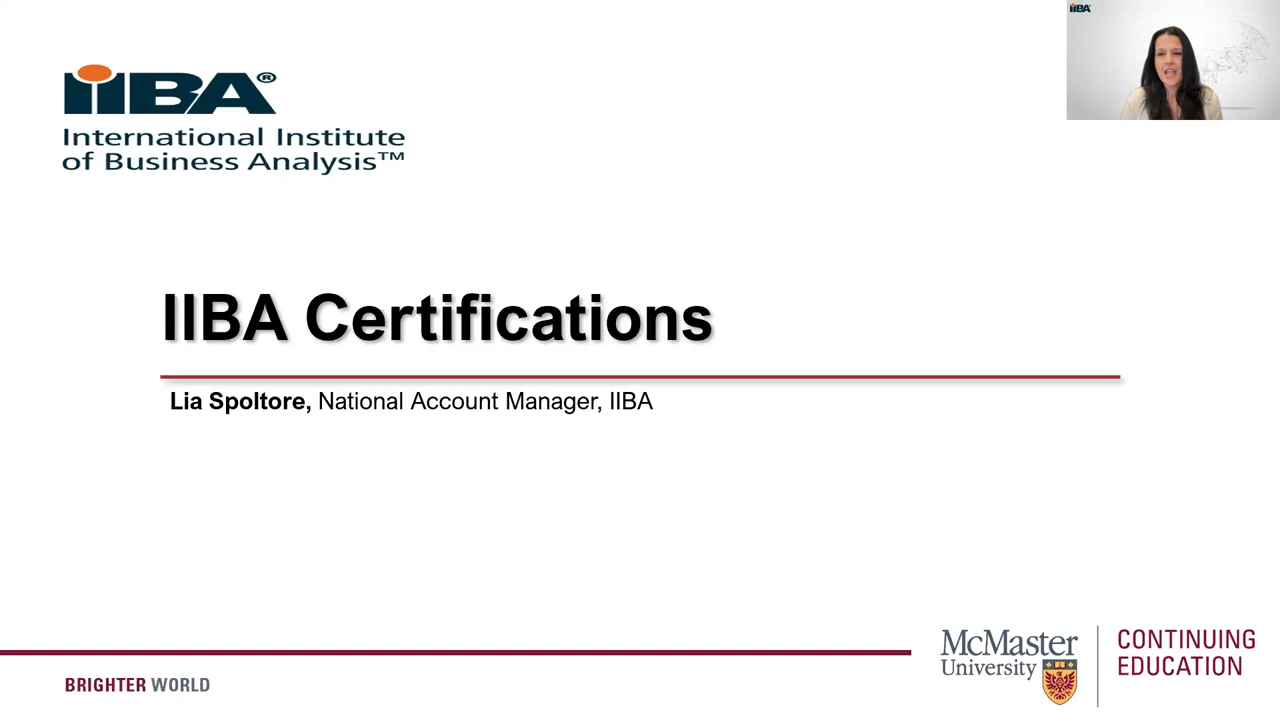 IIBA®
International Institute
of Business Analysis™
IIBA
IIBA Certifications
Lia Spoltore, National Account Manager, IIBA
BRIGHTER WORLD
McMaster
University
CONTINUING
EDUCATION